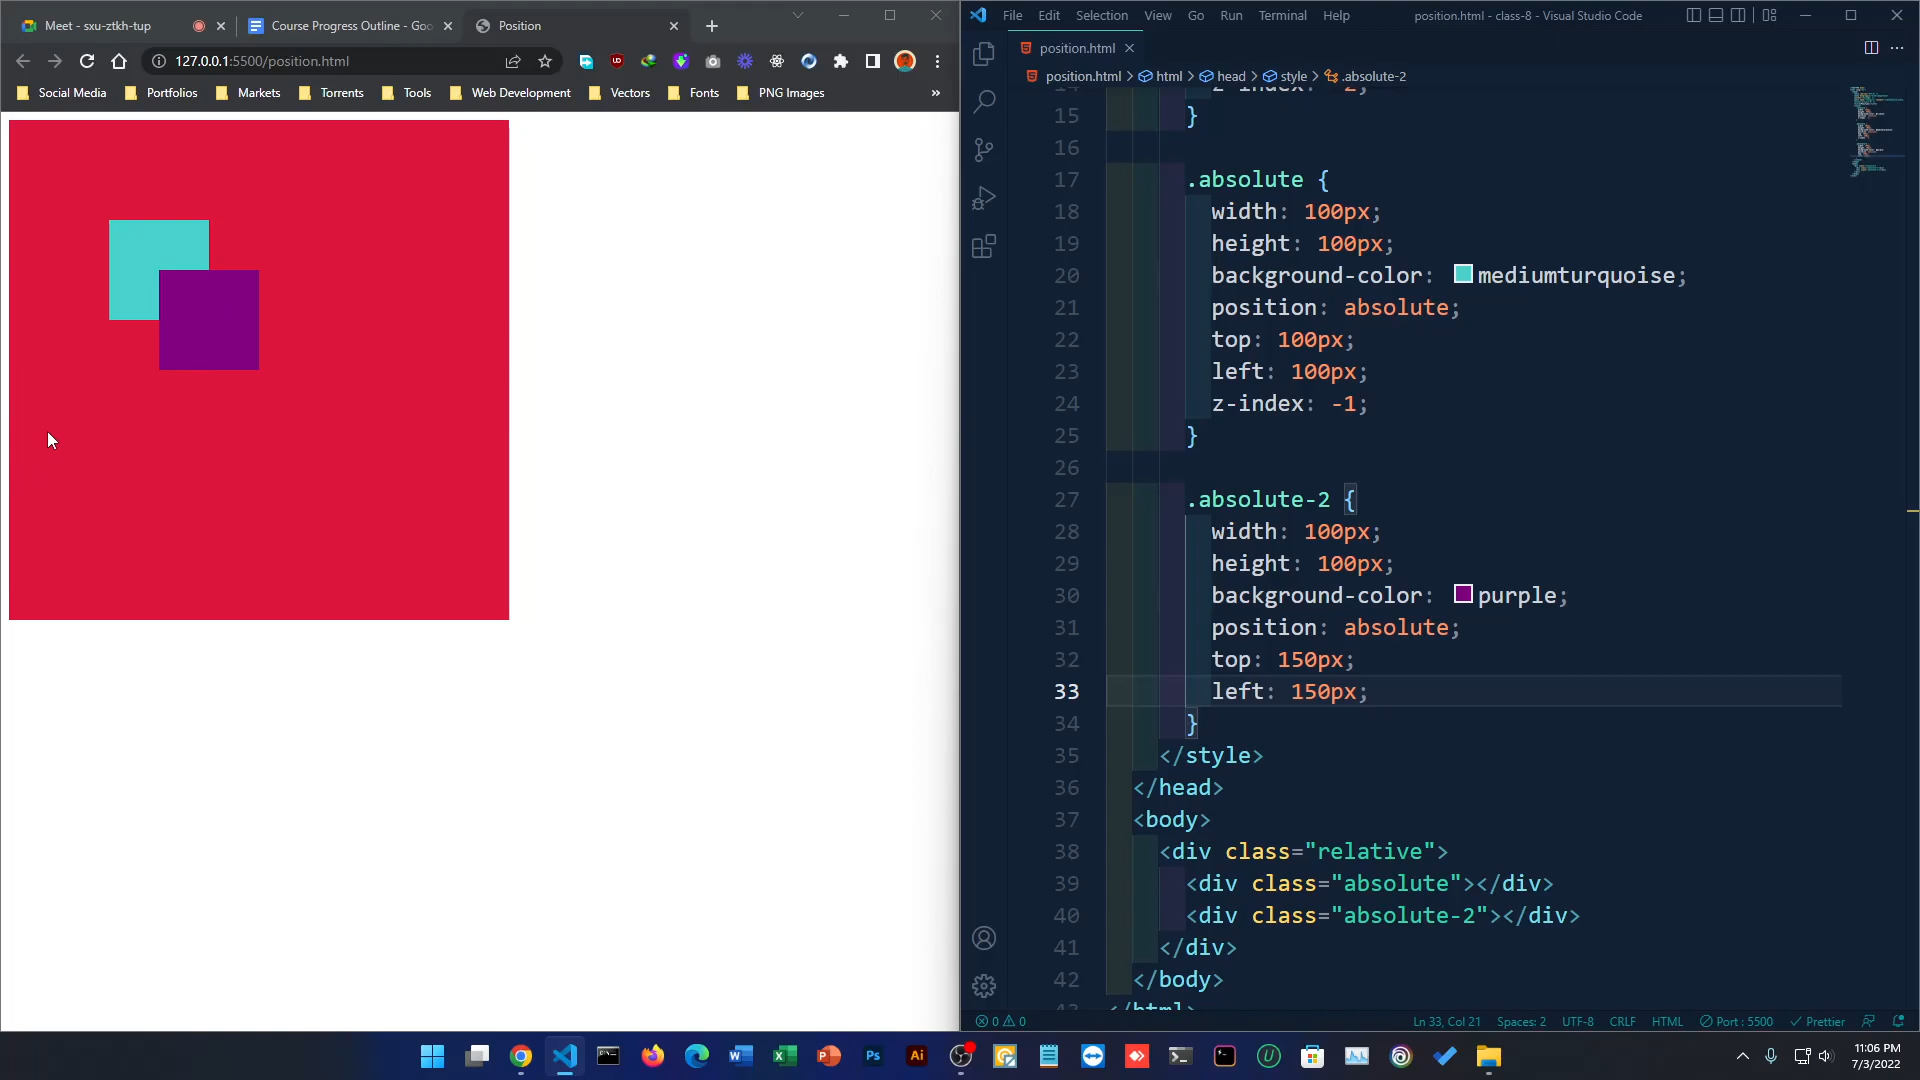 Meet - sxu-ztkh-tup
Course Progress Outline - Goo
Position
127.0.0.1:5500/position.html
Social Media
Portfolios
Markets
Torrents
Tools
Web Development
Vectors
Fonts
PNG Images
»
File Edit Selection View Go Run Terminal Help
position.html - class-8 - Visual Studio Code
position.html
position.html > html > head > style > .absolute-2
14 z-index: 2;
15 }
16
17 .absolute {
18 width: 100px;
19 height: 100px;
20 background-color: mediumturquoise;
21 position: absolute;
22 top: 100px;
23 left: 100px;
24 z-index: -1;
25 }
26
27 .absolute-2 {
28 width: 100px;
29 height: 100px;
30 background-color: purple;
31 position: absolute;
32 top: 150px;
33 left: 150px;
34 }
35 </style>
36 </head>
37 <body>
38 <div class="relative">
39 <div class="absolute"></div>
40 <div class="absolute-2"></div>
41 </div>
42 </body>
43 </html>
0 0
Ln 33, Col 21 Spaces: 2 UTF-8 CRLF HTML Port : 5500 Prettier
11:06 PM
7/3/2022